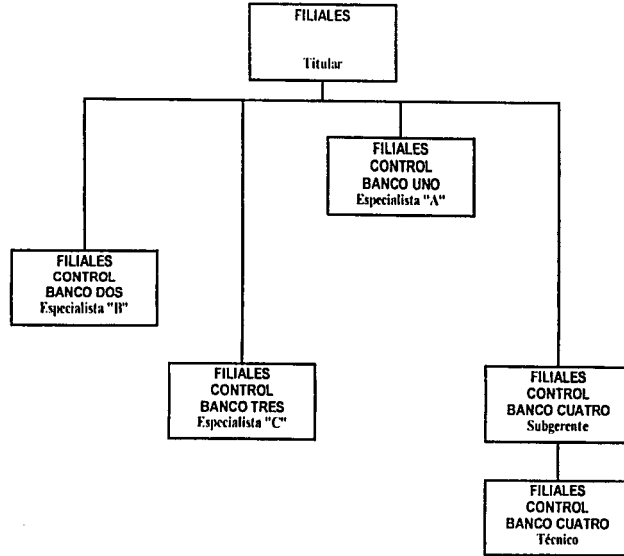 FILIALES
Titular
FILIALES
CONTROL
BANCO UNO
Especialista "A"
FILIALES
CONTROL
BANCO DOS
Especialista "B"
FILIALES
CONTROL
BANCO TRES
Especialista "C"
FILIALES
CONTROL
BANCO CUATRO
Subgerente
FILIALES
CONTROL
BANCO CUATRO
Técnico